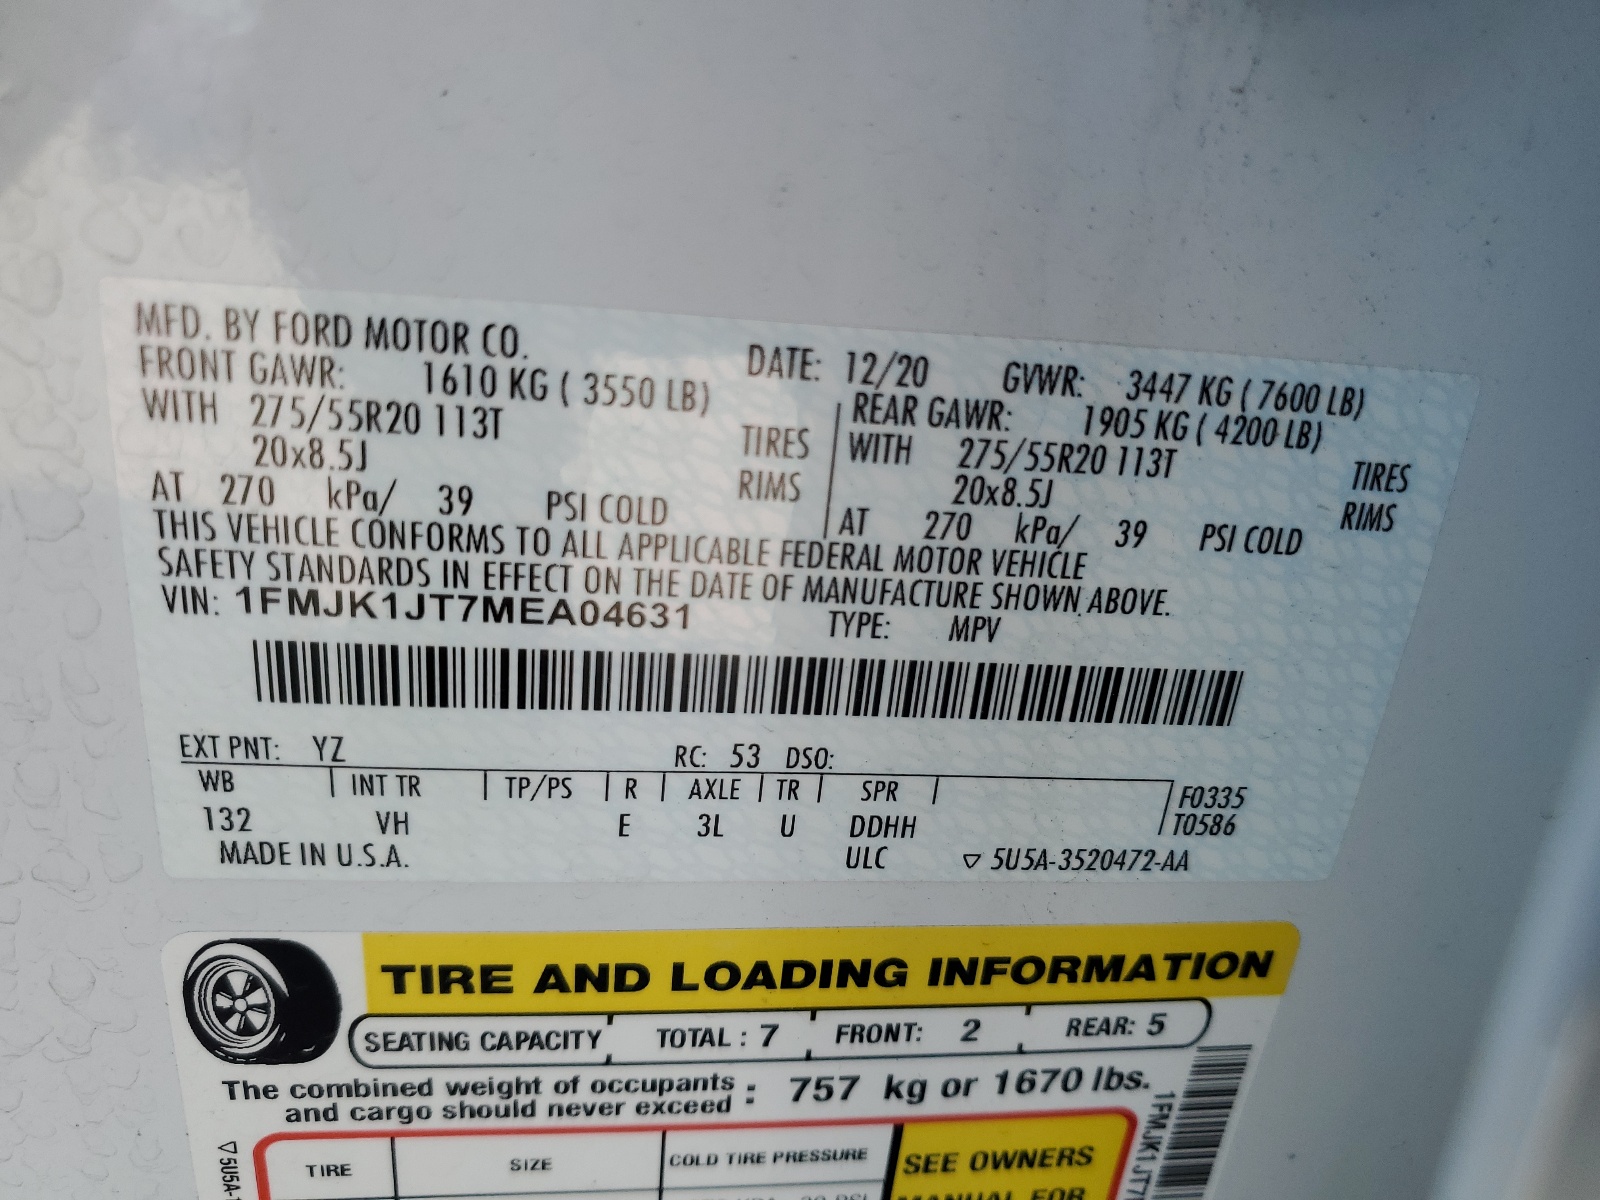 MFD. BY FORD MOTOR CO. DATE: 12/20 GVWR: 3447 KG ( 7600 LB)
FRONT GAWR: 1610 KG ( 3550 LB) REAR GAWR: 1905 KG ( 4200 LB)
WITH 275/55R20 113T TIRES WITH 275/55R20 113T TIRES
20x8.5J RIMS 20x8.5J RIMS
AT 270 kPa/ 39 PSI COLD AT 270 kPa/ 39 PSI COLD
THIS VEHICLE CONFORMS TO ALL APPLICABLE FEDERAL MOTOR VEHICLE
SAFETY STANDARDS IN EFFECT ON THE DATE OF MANUFACTURE SHOWN ABOVE.
VIN: 1FMJK1JT7MEA04631 TYPE: MPV
EXT PNT: YZ RC: 53 DSO:
WB INT TR TP/PS R AXLE TR SPR F0335
132 VH E 3L U DDHH T0586
MADE IN U.S.A. ULC ▽ 5U5A-3520472-AA
TIRE AND LOADING INFORMATION
SEATING CAPACITY TOTAL : 7 FRONT: 2 REAR: 5
The combined weight of occupants
and cargo should never exceed : 757 kg or 1670 lbs.
TIRE SIZE COLD TIRE PRESSURE SEE OWNERS
MANUAL FOR
▽ 5U5A-
1FMJK1JT7